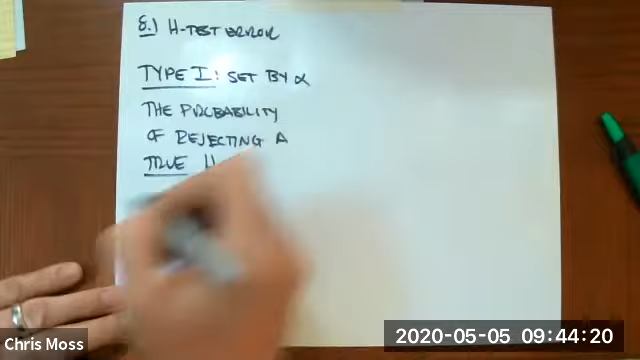 8.1 H-TEST ERROR
TYPE I: SET BY α
THE PROBABILITY
OF REJECTING A
TRUE H
Chris Moss
2020-05-05 09:44:20